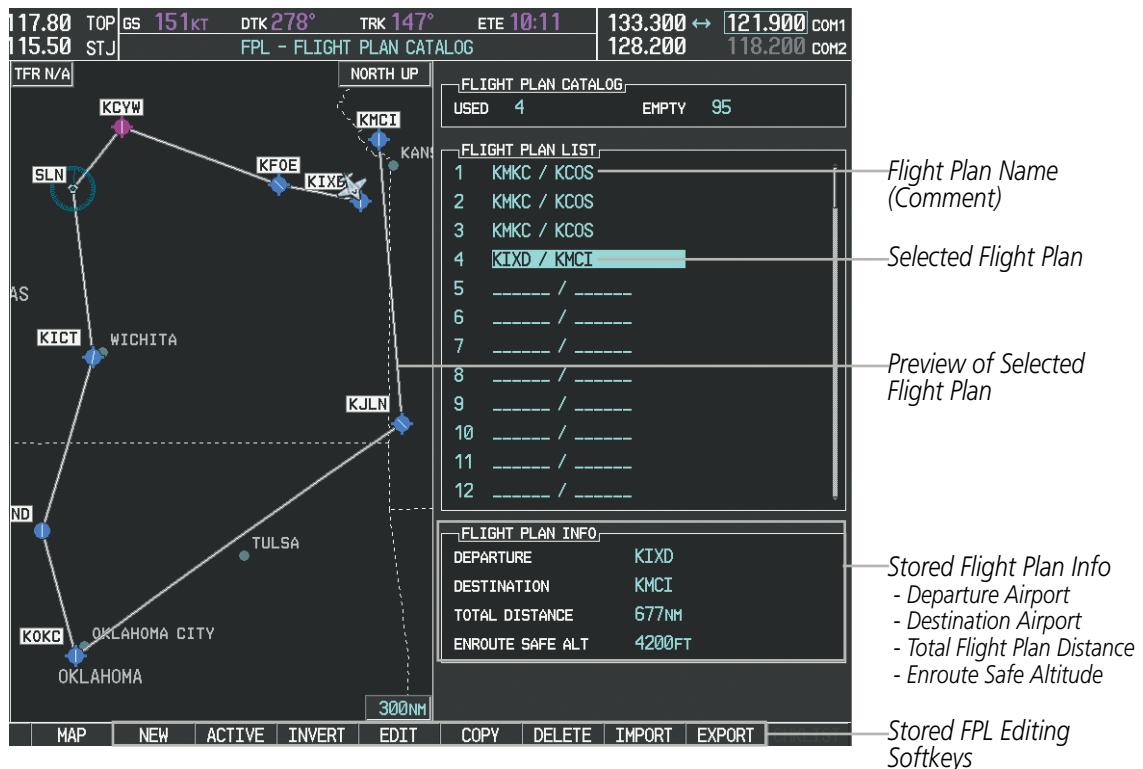 117.80 TOP GS 151KT DTK 278° TRK 147° ETE 10:11 133.300 ↔ 121.900 COM1
115.50 STJ FPL – FLIGHT PLAN CATALOG 128.200 118.200 COM2
TFR N/A
NORTH UP
KCYW
KMCI
KANS
KFOE
SLN
KIXD
AS
KICT
WICHITA
KJLN
ND
TULSA
KOKC
OKLAHOMA CITY
OKLAHOMA
300NM
FLIGHT PLAN CATALOG
USED 4 EMPTY 95
FLIGHT PLAN LIST
1 KMKC / KCOS
2 KMKC / KCOS
3 KMKC / KCOS
4 KIXD / KMCI
5 ______ / ______
6 ______ / ______
7 ______ / ______
8 ______ / ______
9 ______ / ______
10 ______ / ______
11 ______ / ______
12 ______ / ______
FLIGHT PLAN INFO
DEPARTURE KIXD
DESTINATION KMCI
TOTAL DISTANCE 677NM
ENROUTE SAFE ALT 4200FT
MAP NEW ACTIVE INVERT EDIT COPY DELETE IMPORT EXPORT
Flight Plan Name
(Comment)
Selected Flight Plan
Preview of Selected
Flight Plan
Stored Flight Plan Info
- Departure Airport
- Destination Airport
- Total Flight Plan Distance
- Enroute Safe Altitude
Stored FPL Editing
Softkeys